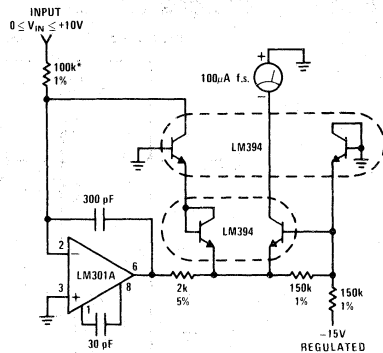 INPUT
0 ≤ VIN ≤ +10V
100k*
1%
+
100µA f.s.
−
LM394
LM394
300 pF
2
−
LM301A
6
3
+
8
1
30 pF
2k
5%
150k
1%
150k
1%
−15V
REGULATED